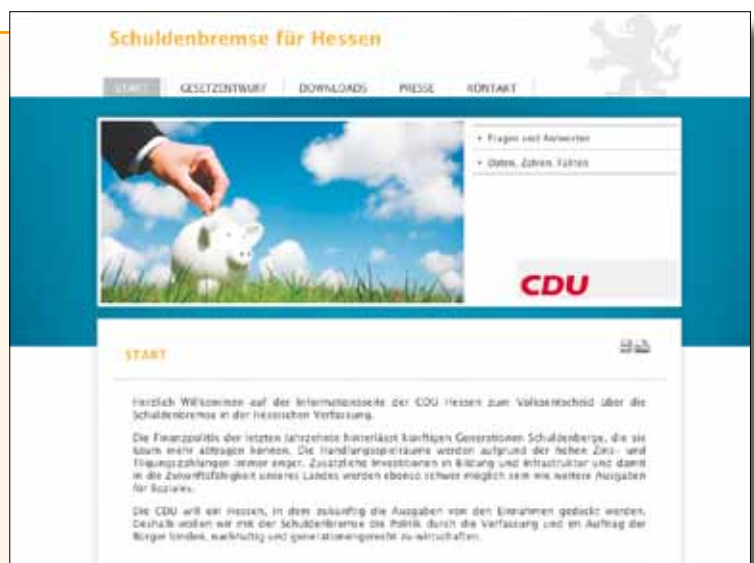 Schuldenbremse für Hessen
START GESETZENTWURF DOWNLOADS PRESSE KONTAKT
Fragen und Antworten
Daten, Zahlen, Fakten
CDU
START
Herzlich Willkommen auf der Informationsseite der CDU Hessen zum Volksentscheid über die
Schuldenbremse in der Hessischen Verfassung.
Die Finanzpolitik der letzten Jahrzehnte hinterlässt künftigen Generationen Schuldenberge, die sie
kaum mehr abtragen können. Die Handlungsspielräume werden aufgrund der hohen Zins- und
Tilgungszahlungen immer enger. Zusätzliche Investitionen in Bildung und Infrastruktur und damit
in die Zukunftsfähigkeit unseres Landes werden ebenso schwer möglich sein wie weitere Ausgaben
für Soziales.
Die CDU will ein Hessen, in dem zukünftig die Ausgaben von den Einnahmen gedeckt werden.
Deshalb wollen wir mit der Schuldenbremse die Politik durch die Verfassung und im Auftrag der
Bürger binden, nachhaltig und generationengerecht zu wirtschaften.